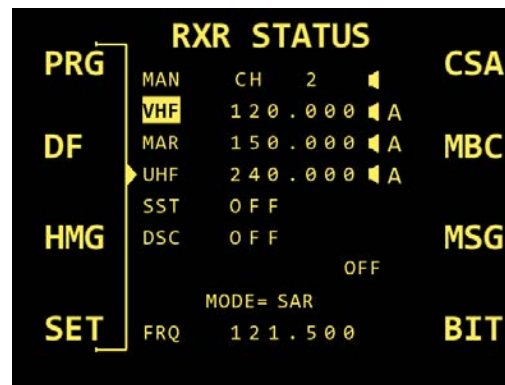 RXR STATUS
PRG
CSA
MAN CH 2
VHF 120.000 A
DF
MAR 150.000 A
MBC
UHF 240.000 A
SST OFF
HMG
DSC OFF
MSG
OFF
MODE= SAR
SET
FRQ 121.500
BIT